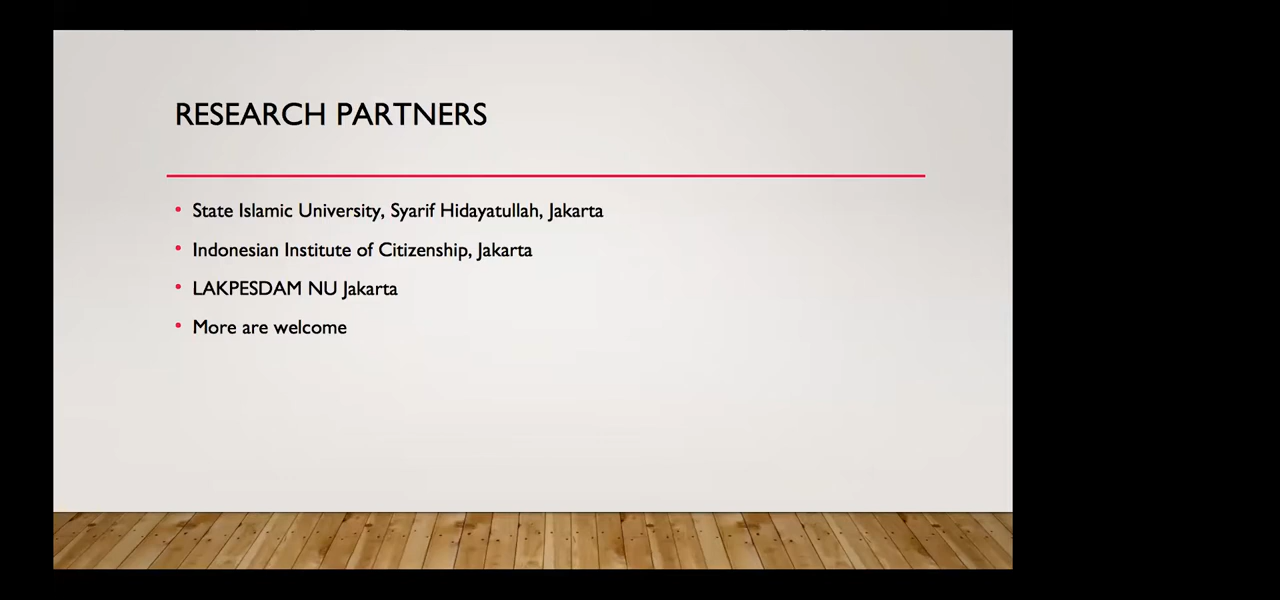 RESEARCH PARTNERS
• State Islamic University, Syarif Hidayatullah, Jakarta
• Indonesian Institute of Citizenship, Jakarta
• LAKPESDAM NU Jakarta
• More are welcome